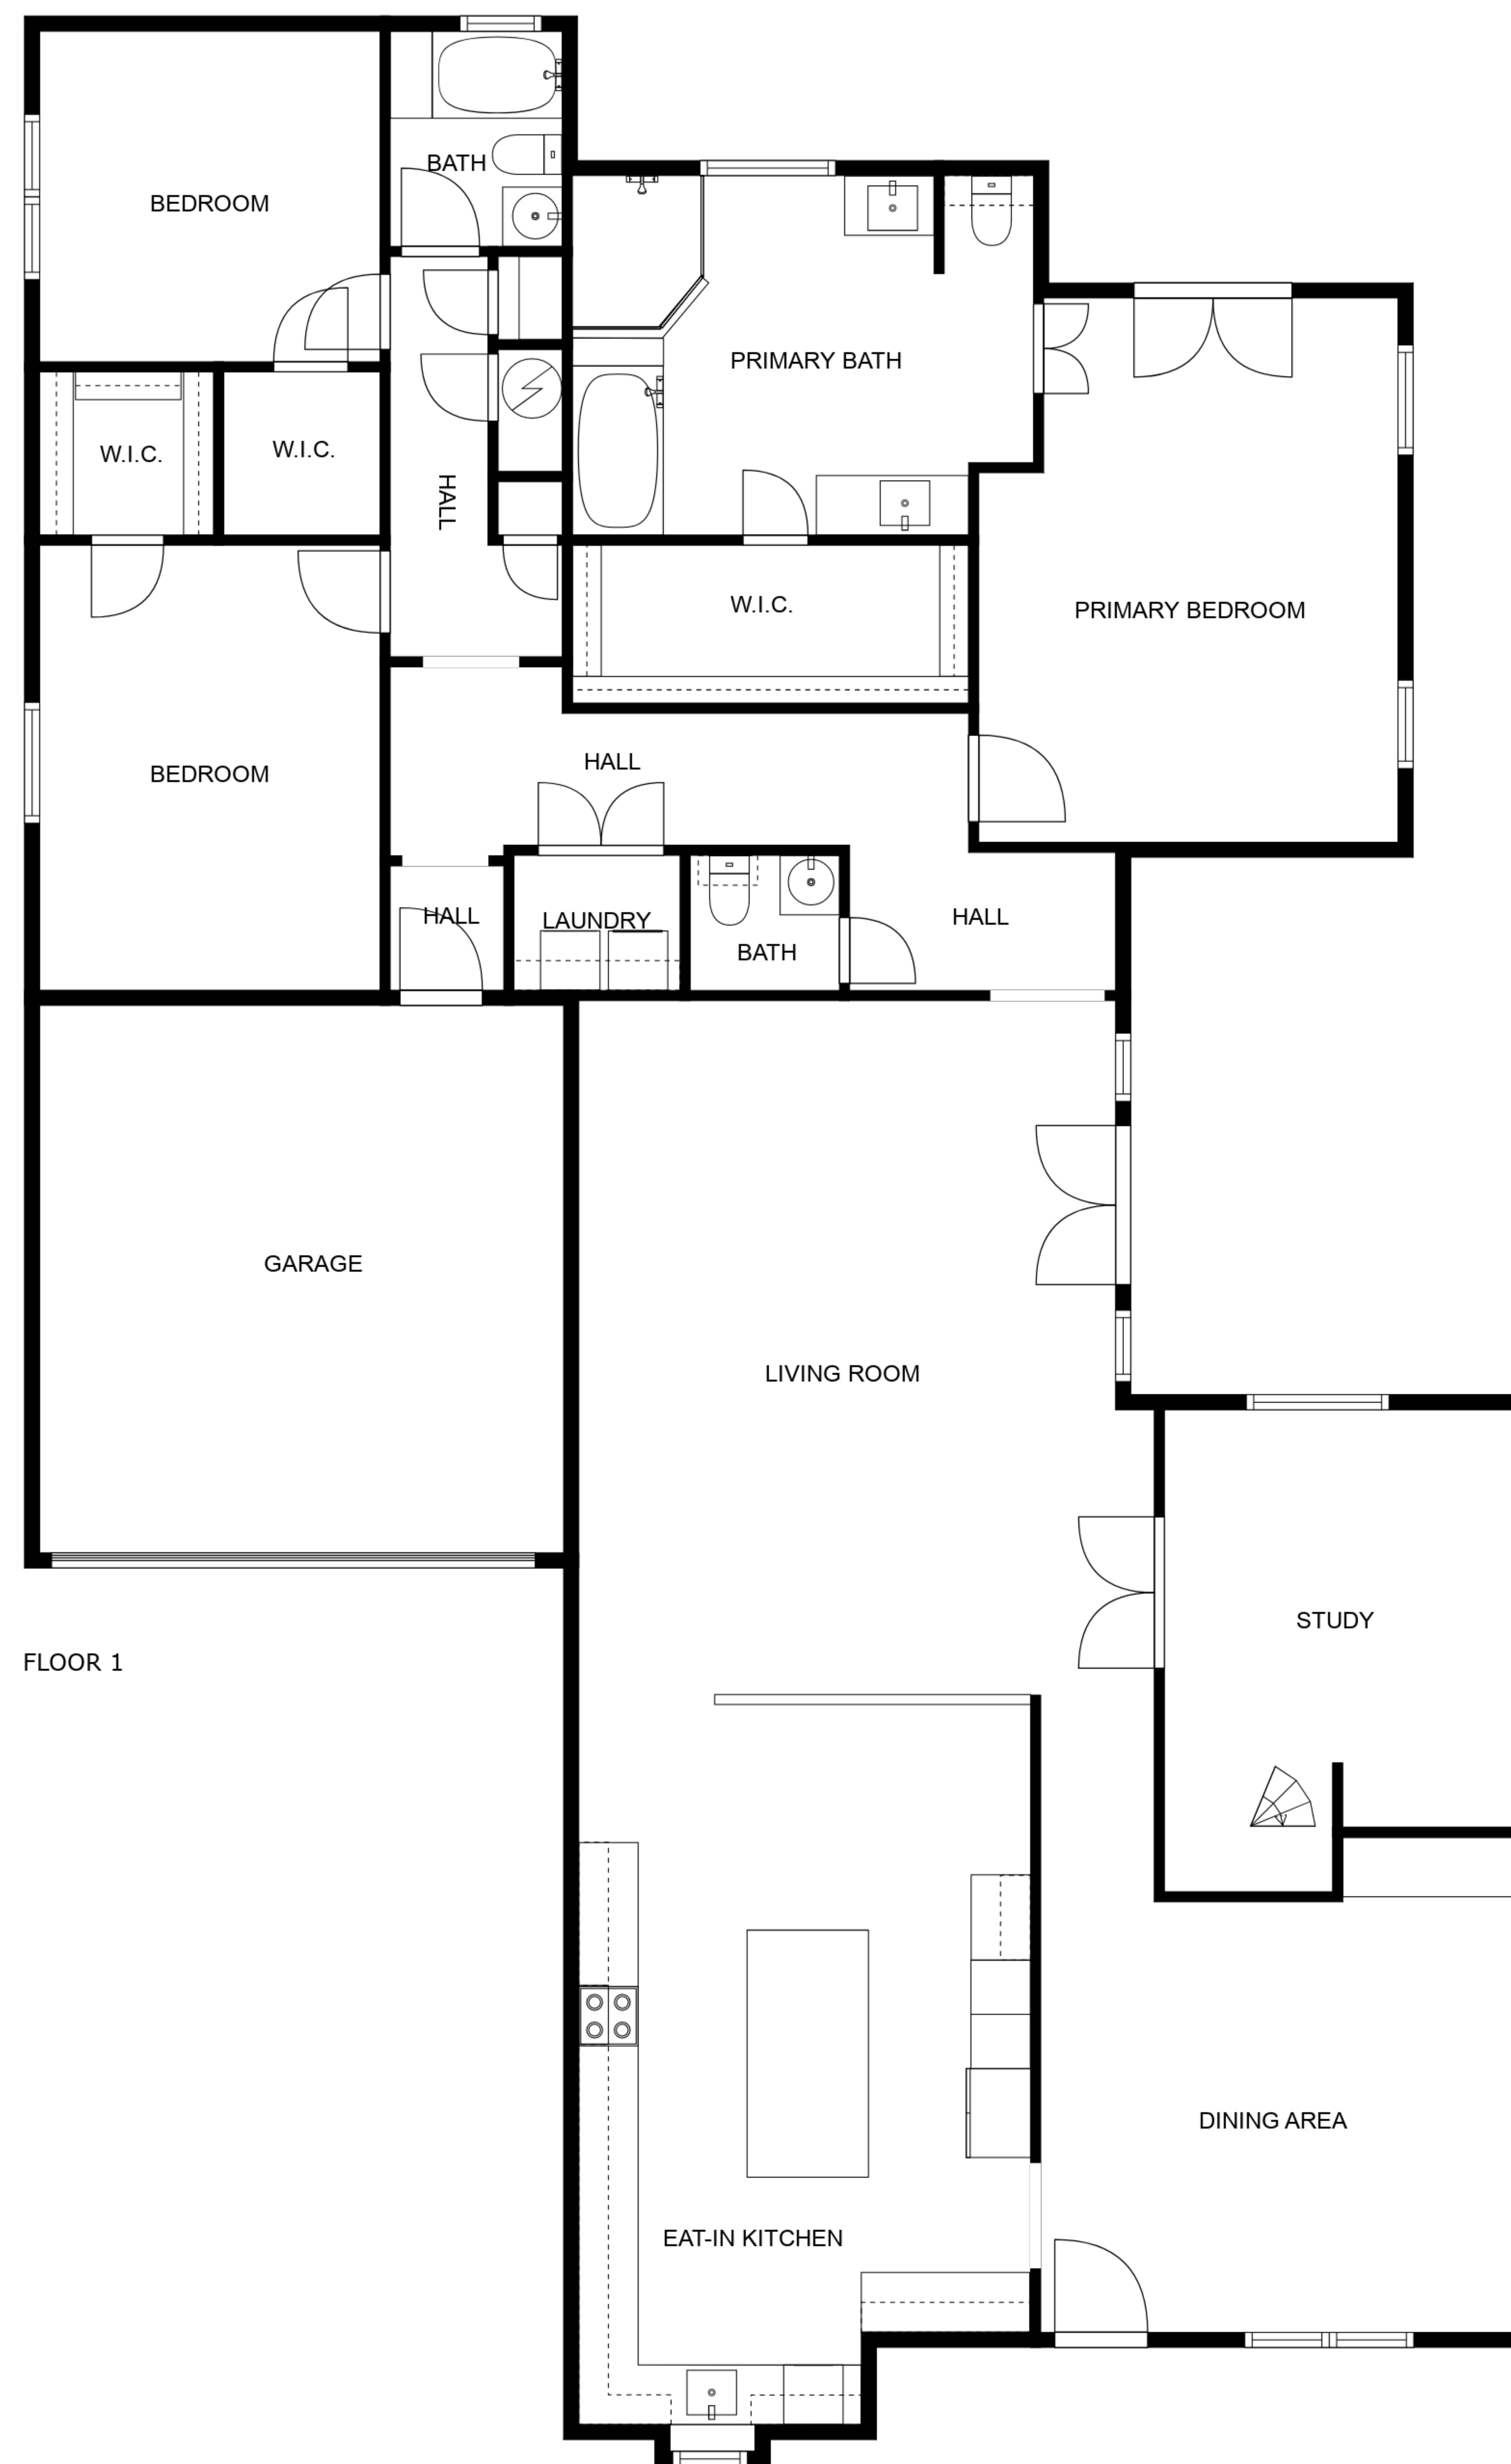 BATH
BEDROOM
PRIMARY BATH
W.I.C.
W.I.C.
HALL
W.I.C.
PRIMARY BEDROOM
HALL
BEDROOM
HALL
LAUNDRY
BATH
HALL
GARAGE
LIVING ROOM
STUDY
FLOOR 1
DINING AREA
EAT-IN KITCHEN